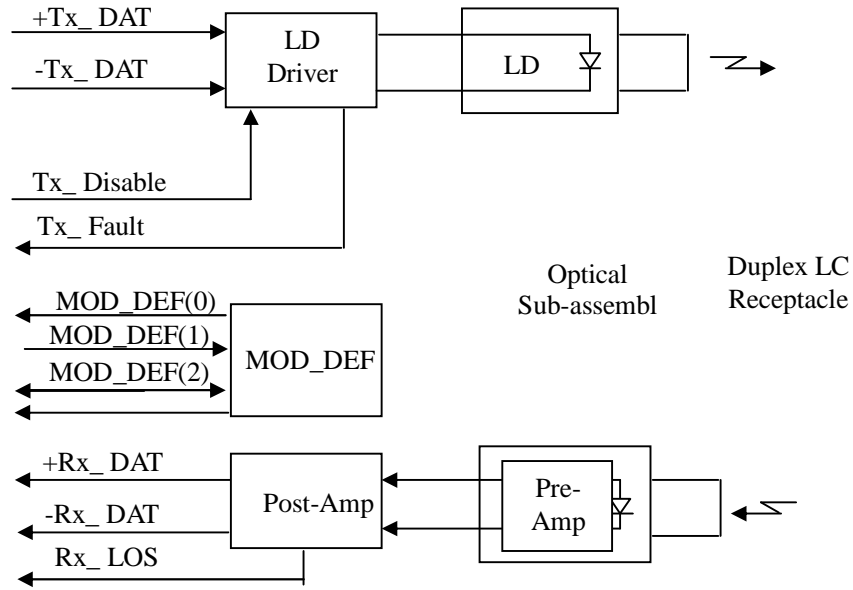 +Tx_ DAT
LD
Driver
-Tx_ DAT
LD
Tx_ Disable
Tx_ Fault
Optical
Sub-assembl
Duplex LC
Receptacle
MOD_DEF(0)
MOD_DEF(1)
MOD_DEF(2)
MOD_DEF
+Rx_ DAT
-Rx_ DAT
Rx_ LOS
Post-Amp
Pre-
Amp